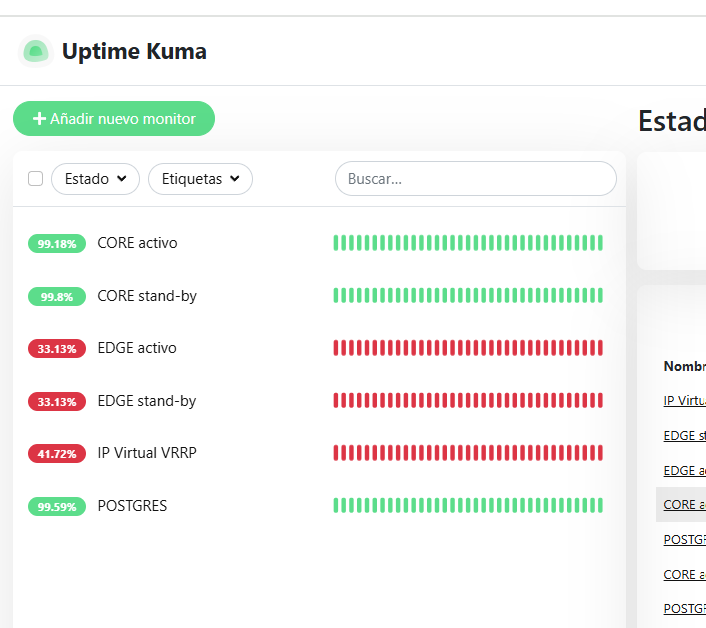 Uptime Kuma
+ Añadir nuevo monitor
Estado
Etiquetas
Buscar...
99.18% CORE activo
99.8% CORE stand-by
33.13% EDGE activo
33.13% EDGE stand-by
41.72% IP Virtual VRRP
99.59% POSTGRES
Estad
Nombr
IP Virtu
EDGE st
EDGE a
CORE a
POSTGR
CORE a
POSTGR